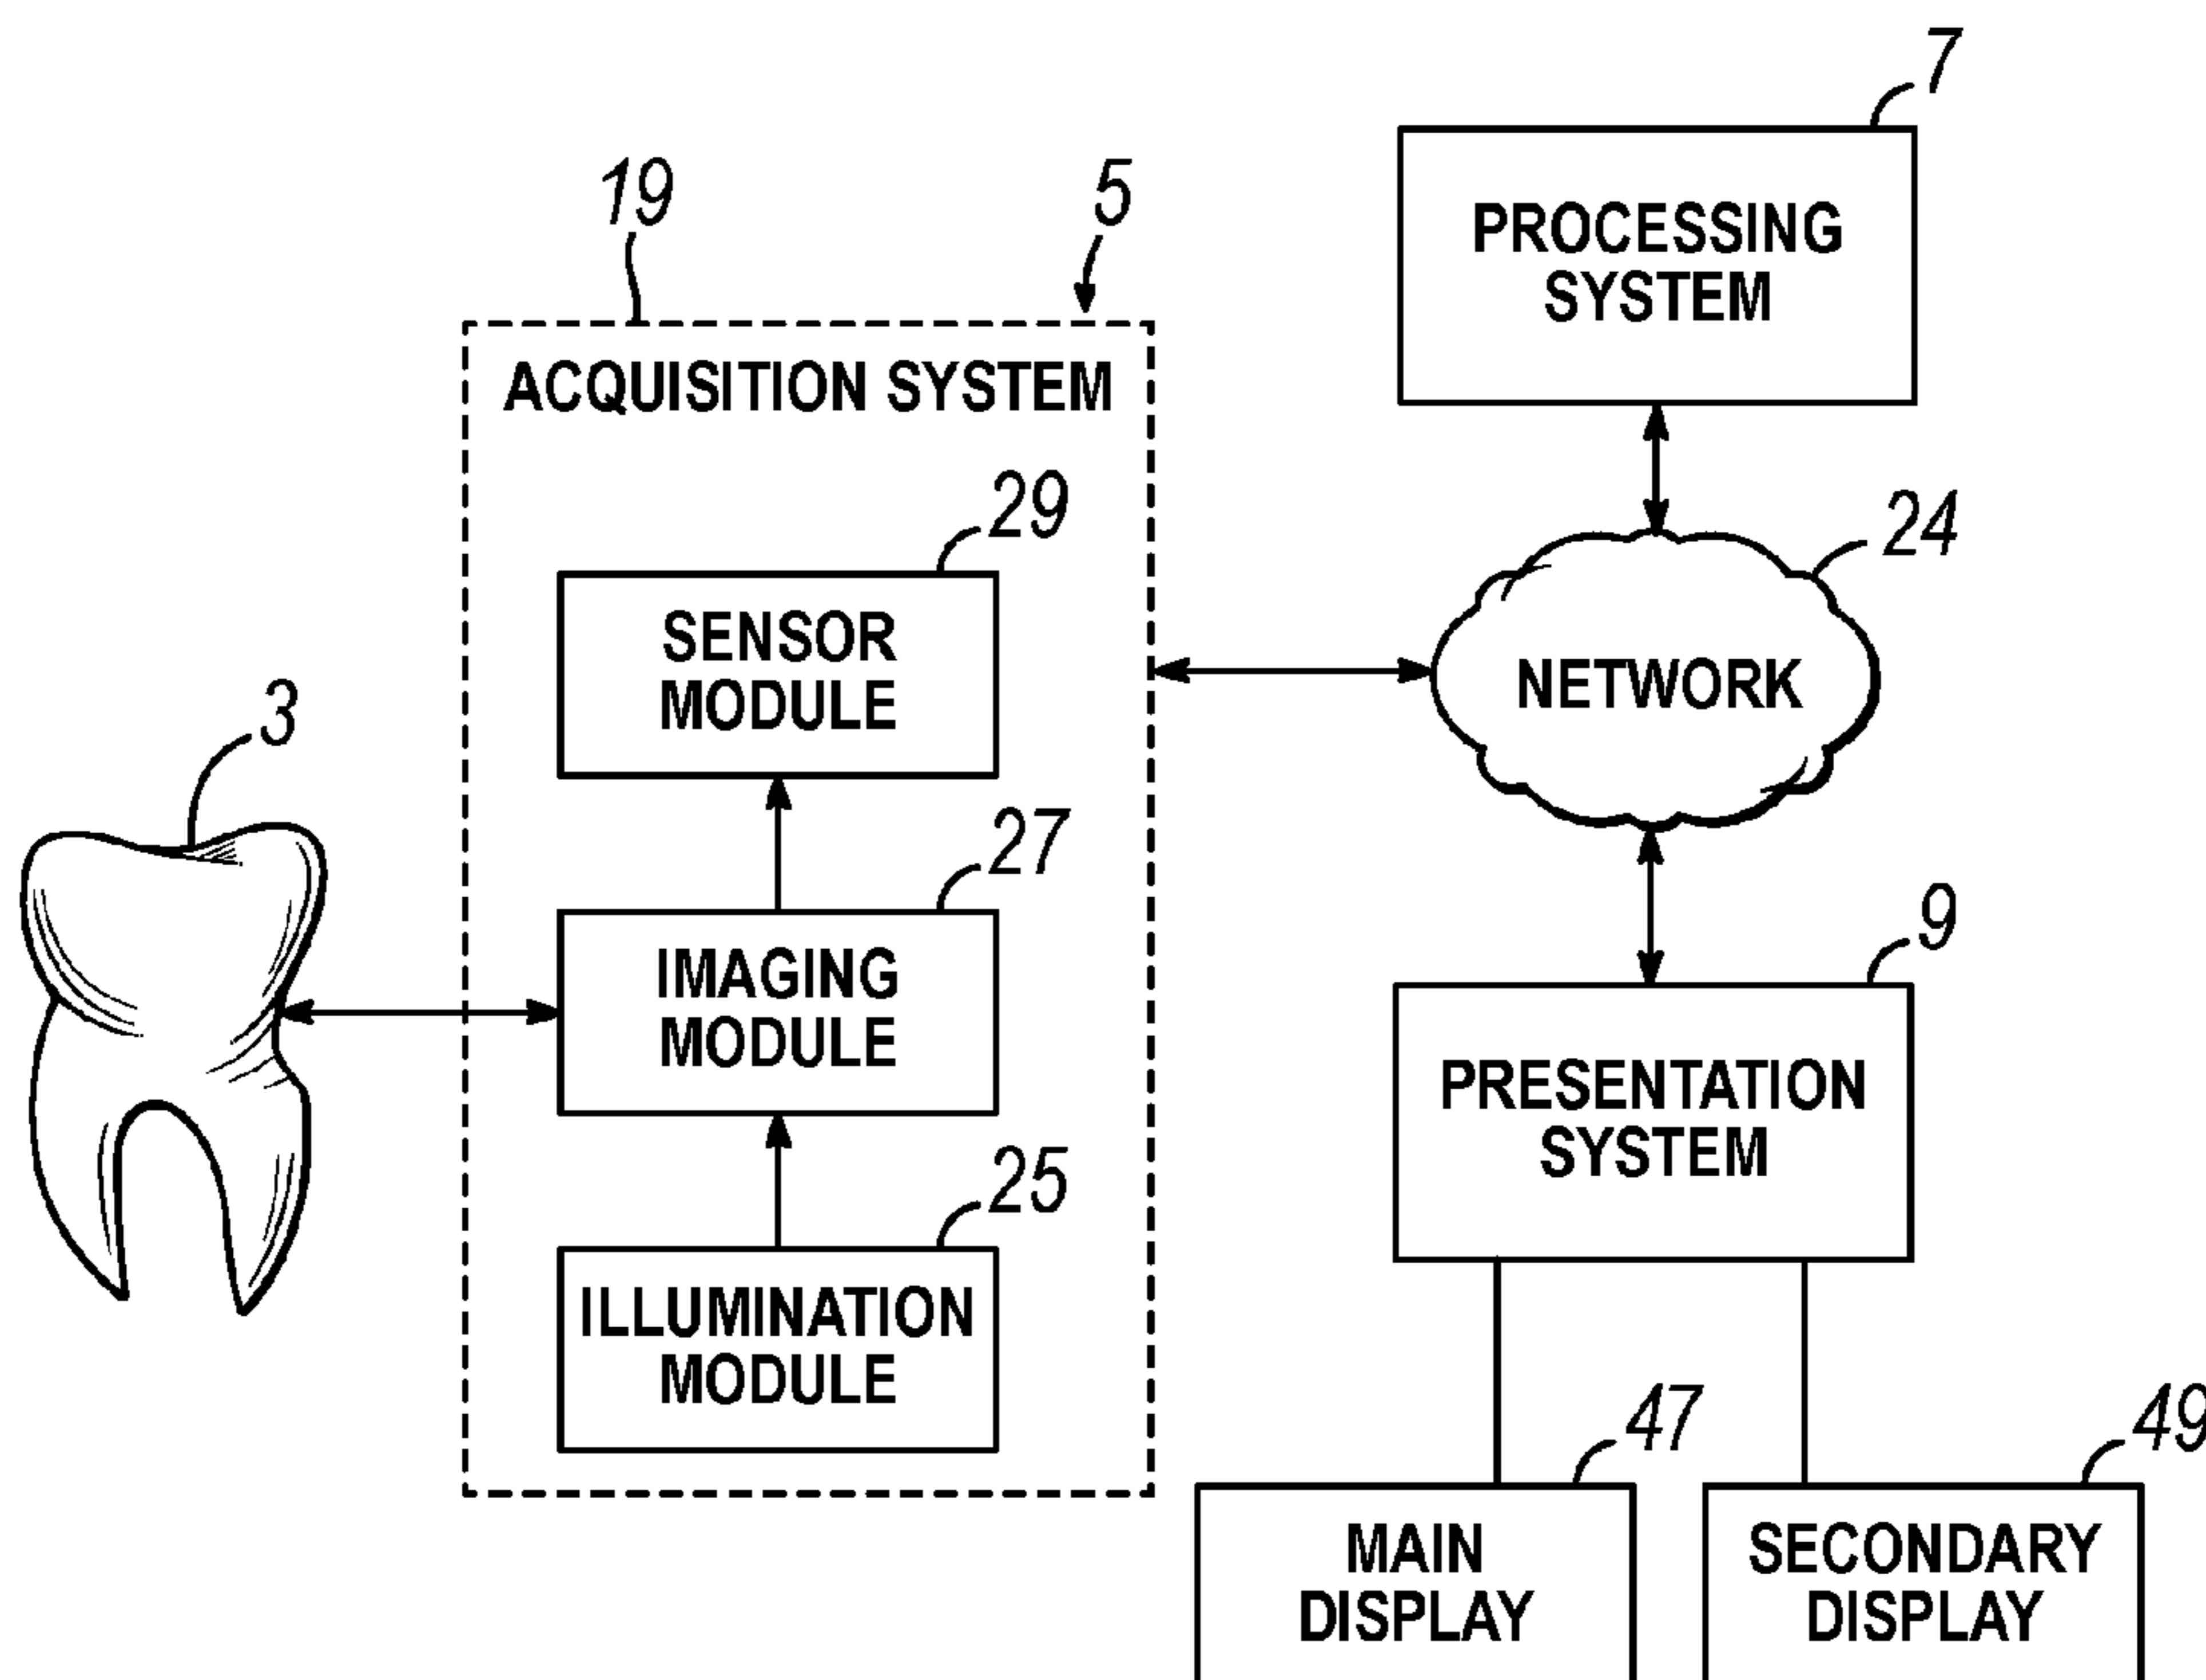 7
19
5
PROCESSING
SYSTEM
ACQUISITION SYSTEM
29
24
SENSOR
MODULE
NETWORK
3
27
9
IMAGING
MODULE
PRESENTATION
SYSTEM
25
ILLUMINATION
MODULE
47
49
MAIN
DISPLAY
SECONDARY
DISPLAY